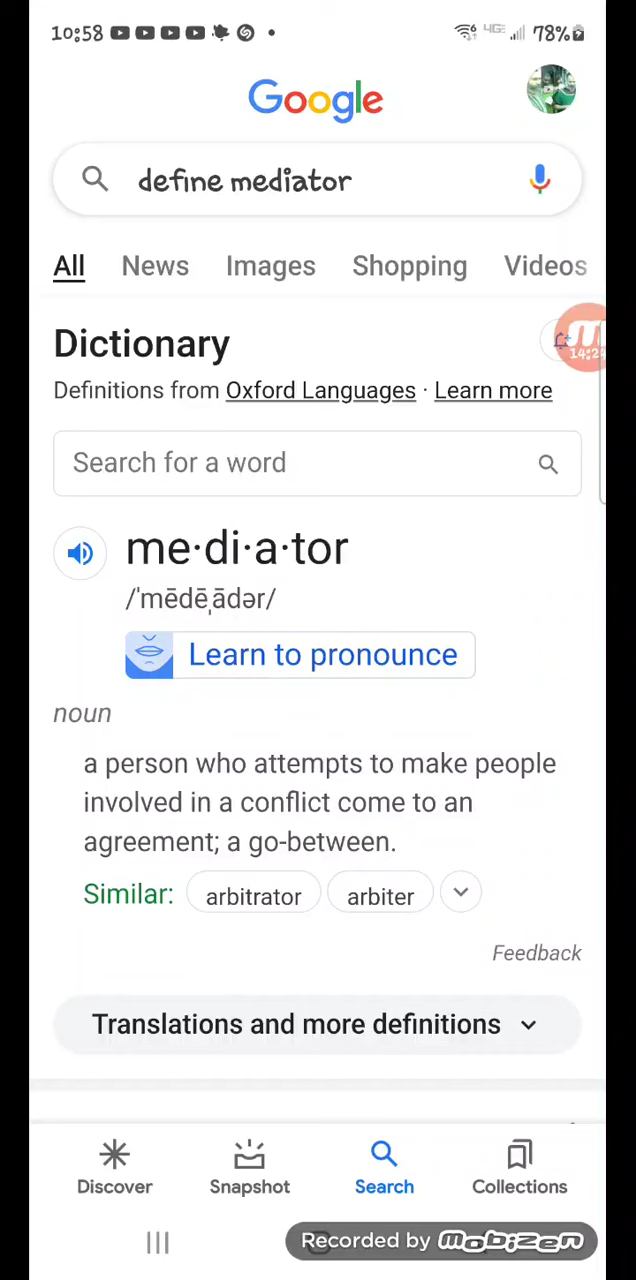 10:58 4G 78%
Google
define mediator
All News Images Shopping Videos
Dictionary
14:2
Definitions from Oxford Languages · Learn more
Search for a word
me·di·a·tor
/ˈmēdēˌādər/
Learn to pronounce
noun
a person who attempts to make people
involved in a conflict come to an
agreement; a go-between.
Similar: arbitrator arbiter
Feedback
Translations and more definitions
Discover Snapshot Search Collections
Recorded by mobizen